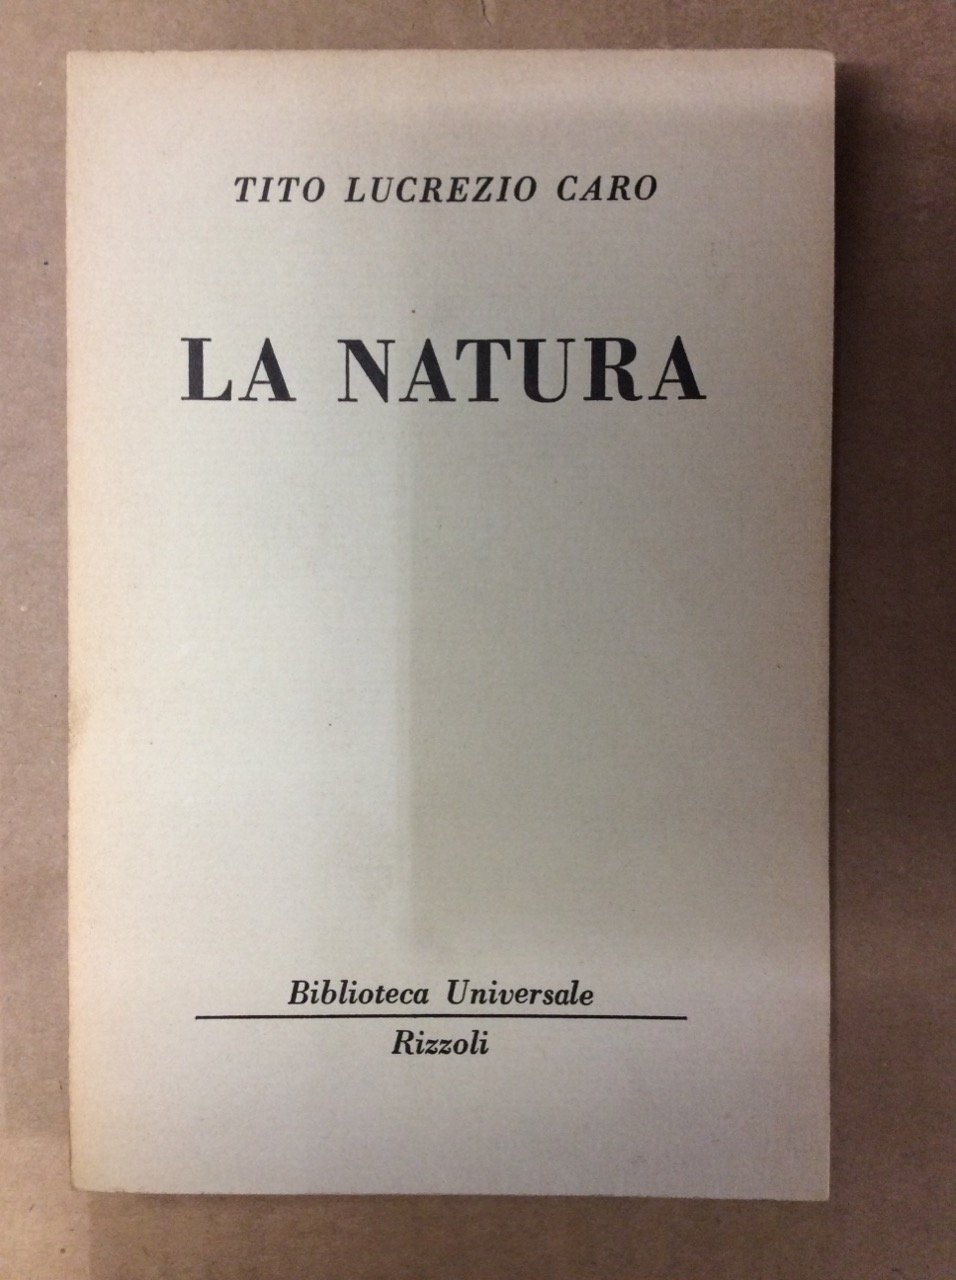 TITO LUCREZIO CARO
LA NATURA
Biblioteca Universale
Rizzoli